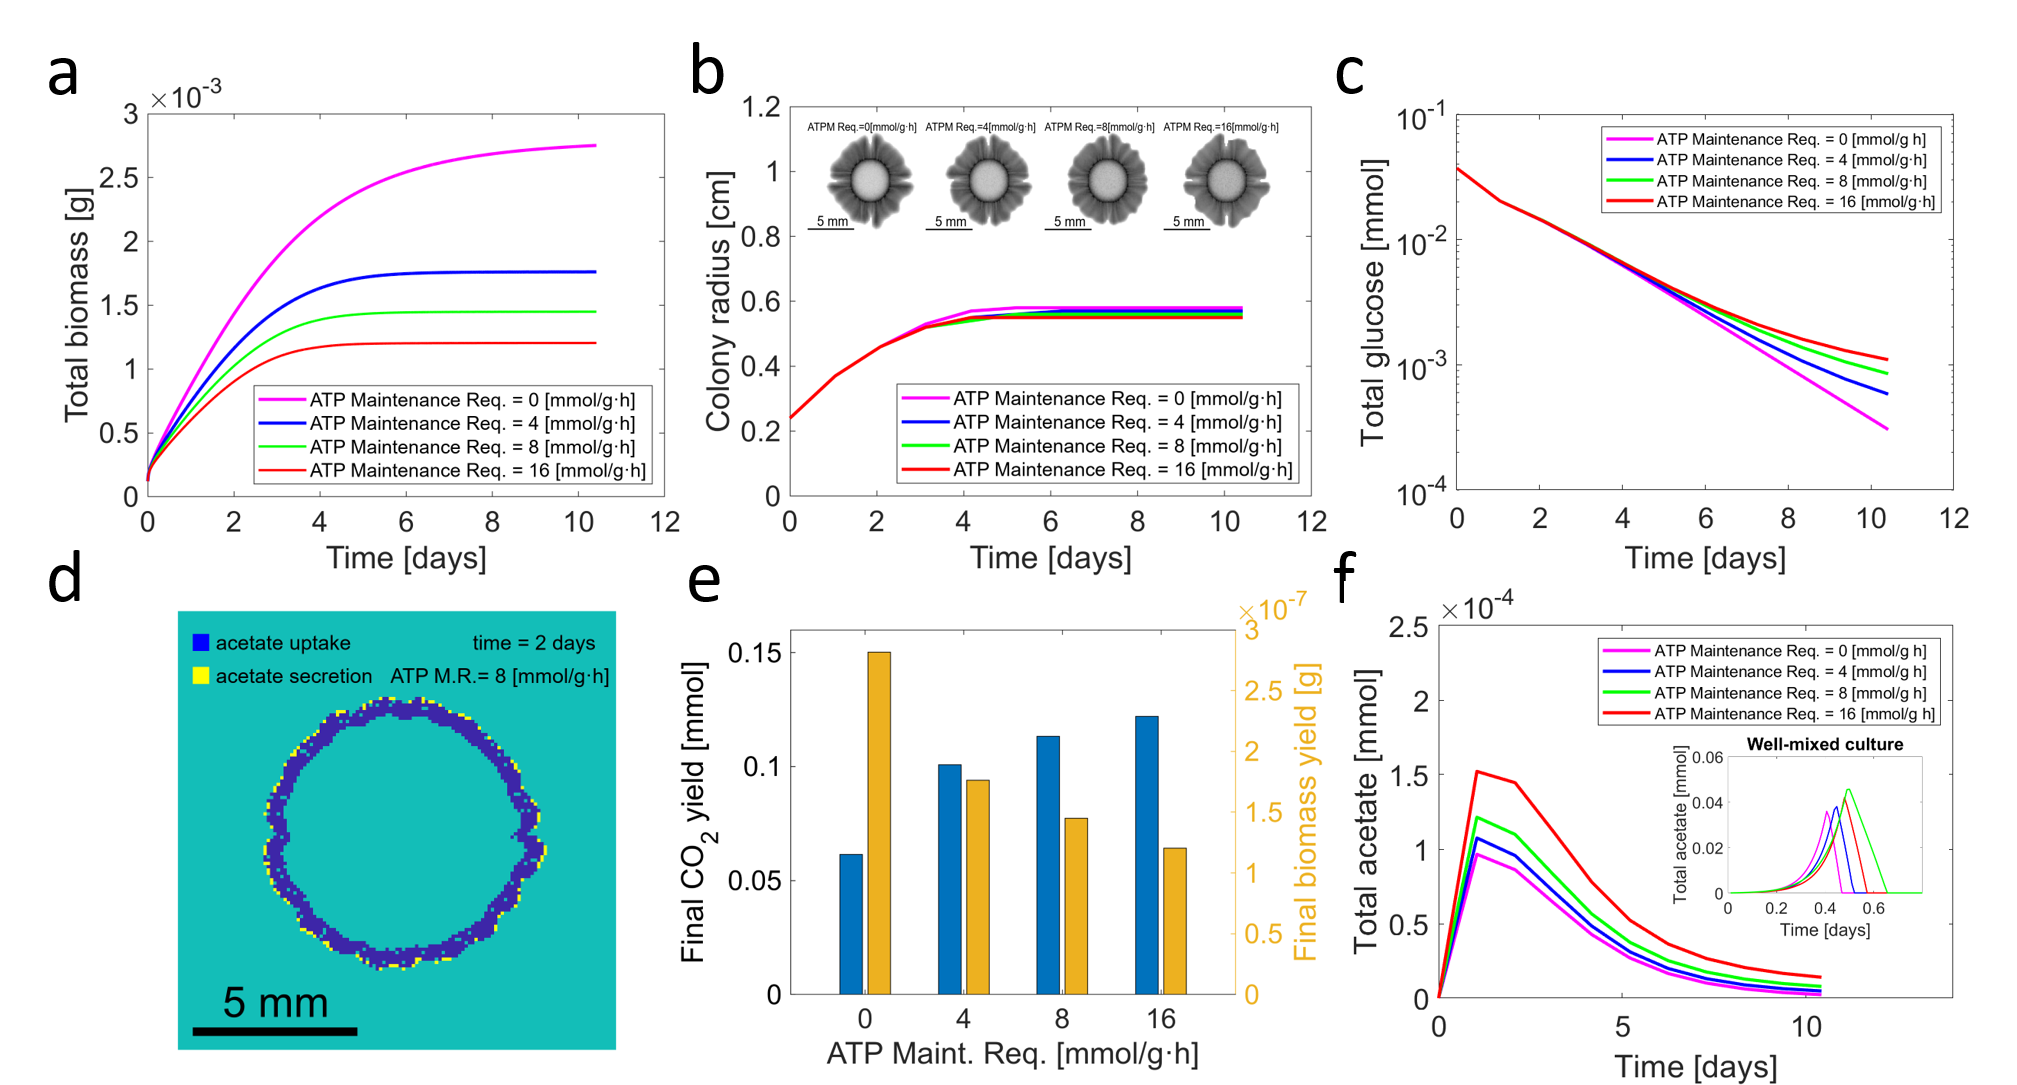 a
×10-3
3
2.5
2
1.5
1
0.5
0
Total biomass [g]
ATP Maintenance Req. = 0 [mmol/g·h]
ATP Maintenance Req. = 4 [mmol/g·h]
ATP Maintenance Req. = 8 [mmol/g·h]
ATP Maintenance Req. = 16 [mmol/g·h]
0 2 4 6 8 10 12
Time [days]
b
1.2
1
0.8
0.6
0.4
0.2
0
Colony radius [cm]
ATPM Req.=0[mmol/g·h] ATPM Req.=4[mmol/g·h] ATPM Req.=8[mmol/g·h] ATPM Req.=16[mmol/g·h]
5 mm 5 mm 5 mm 5 mm
ATP Maintenance Req. = 0 [mmol/g·h]
ATP Maintenance Req. = 4 [mmol/g·h]
ATP Maintenance Req. = 8 [mmol/g·h]
ATP Maintenance Req. = 16 [mmol/g·h]
0 2 4 6 8 10 12
Time [days]
c
10-1
10-2
10-3
10-4
Total glucose [mmol]
ATP Maintenance Req. = 0 [mmol/g h]
ATP Maintenance Req. = 4 [mmol/g·h]
ATP Maintenance Req. = 8 [mmol/g·h]
ATP Maintenance Req. = 16 [mmol/g·h]
0 2 4 6 8 10 12
Time [days]
d
acetate uptake time = 2 days
acetate secretion ATP M.R.= 8 [mmol/g·h]
5 mm
e
0.15
0.1
0.05
0
Final CO2 yield [mmol]
×10-7
3
2.5
2
1.5
1
0.5
0
Final biomass yield [g]
0 4 8 16
ATP Maint. Req. [mmol/g·h]
f
×10-4
2.5
2
1.5
1
0.5
0
Total acetate [mmol]
ATP Maintenance Req. = 0 [mmol/g h]
ATP Maintenance Req. = 4 [mmol/g h]
ATP Maintenance Req. = 8 [mmol/g h]
ATP Maintenance Req. = 16 [mmol/g h]
Well-mixed culture
0.06
0.04
0.02
0
Total acetate [mmol]
0 0.2 0.4 0.6
Time [days]
0 5 10
Time [days]